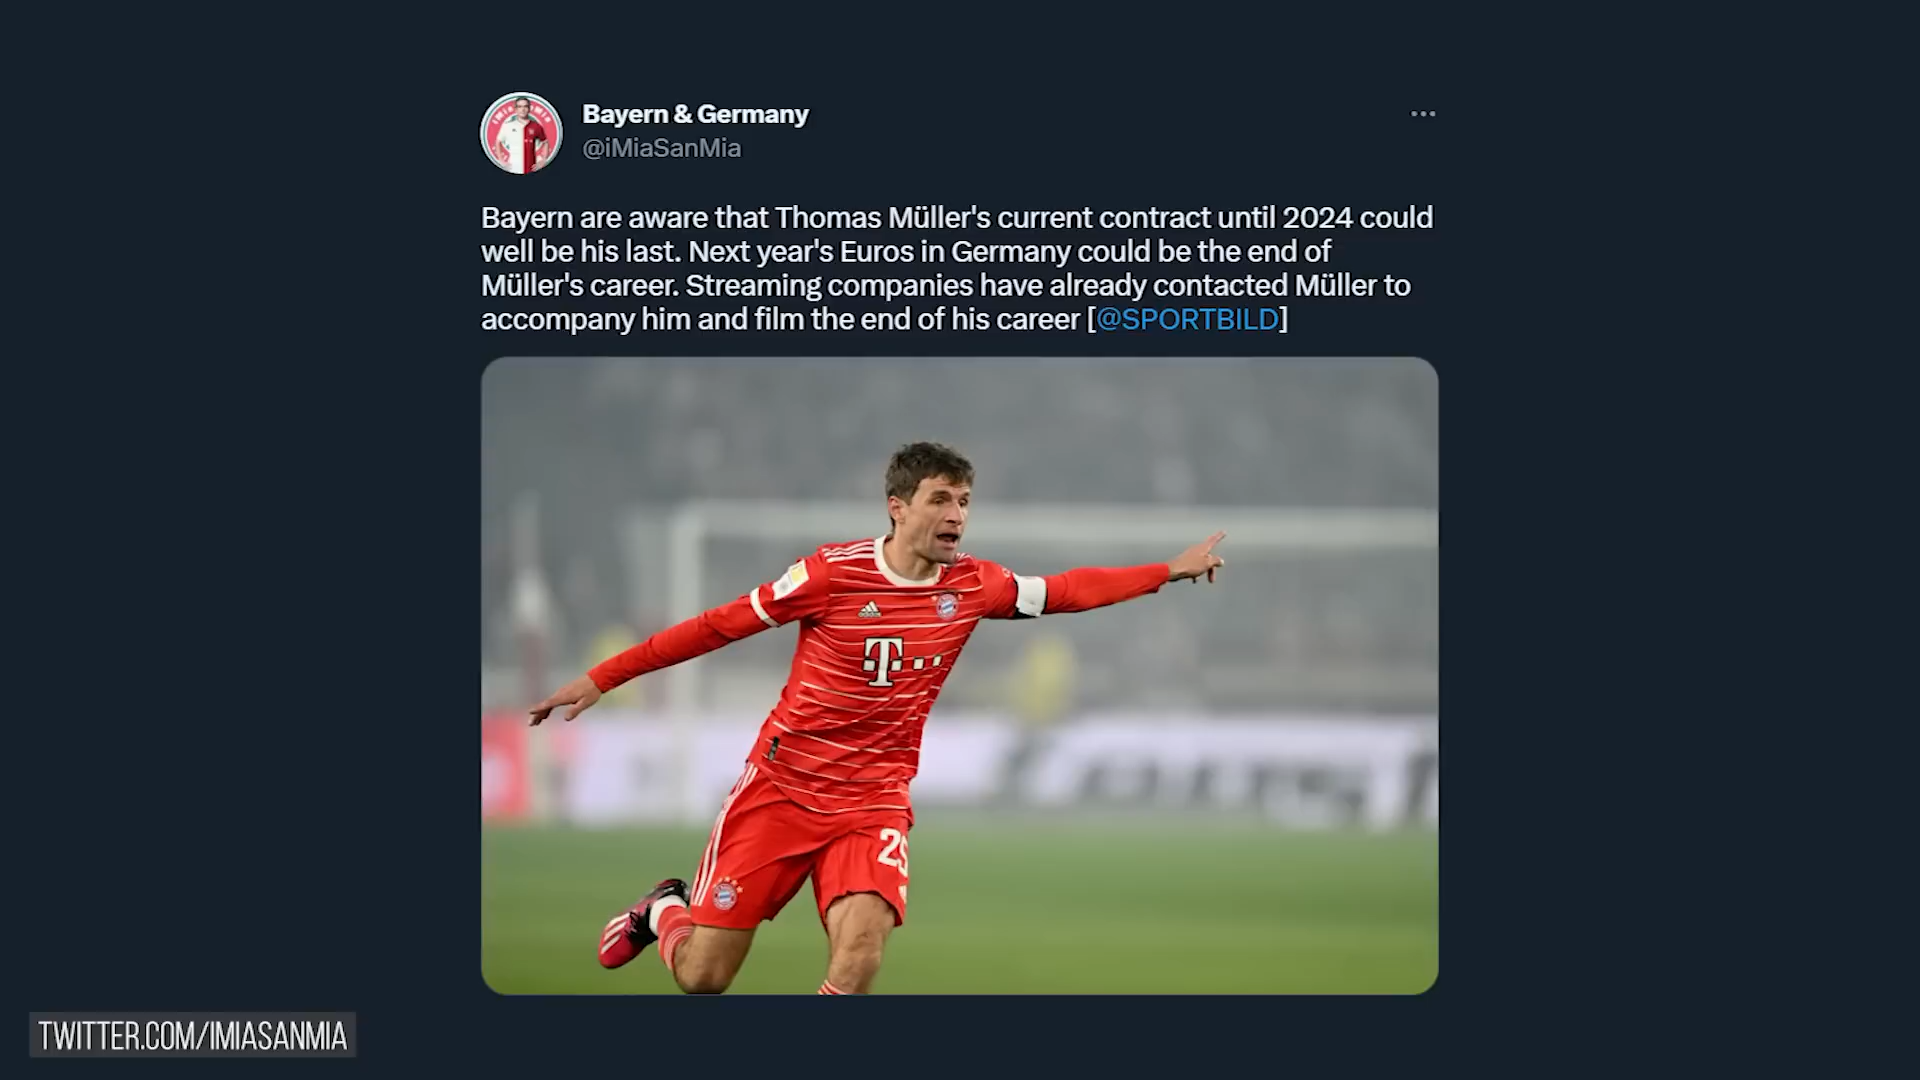 Bayern & Germany
@iMiaSanMia
Bayern are aware that Thomas Müller's current contract until 2024 could
well be his last. Next year's Euros in Germany could be the end of
Müller's career. Streaming companies have already contacted Müller to
accompany him and film the end of his career [@SPORTBILD]
adidas
T
25
TWITTER.COM/IMIASANMIA